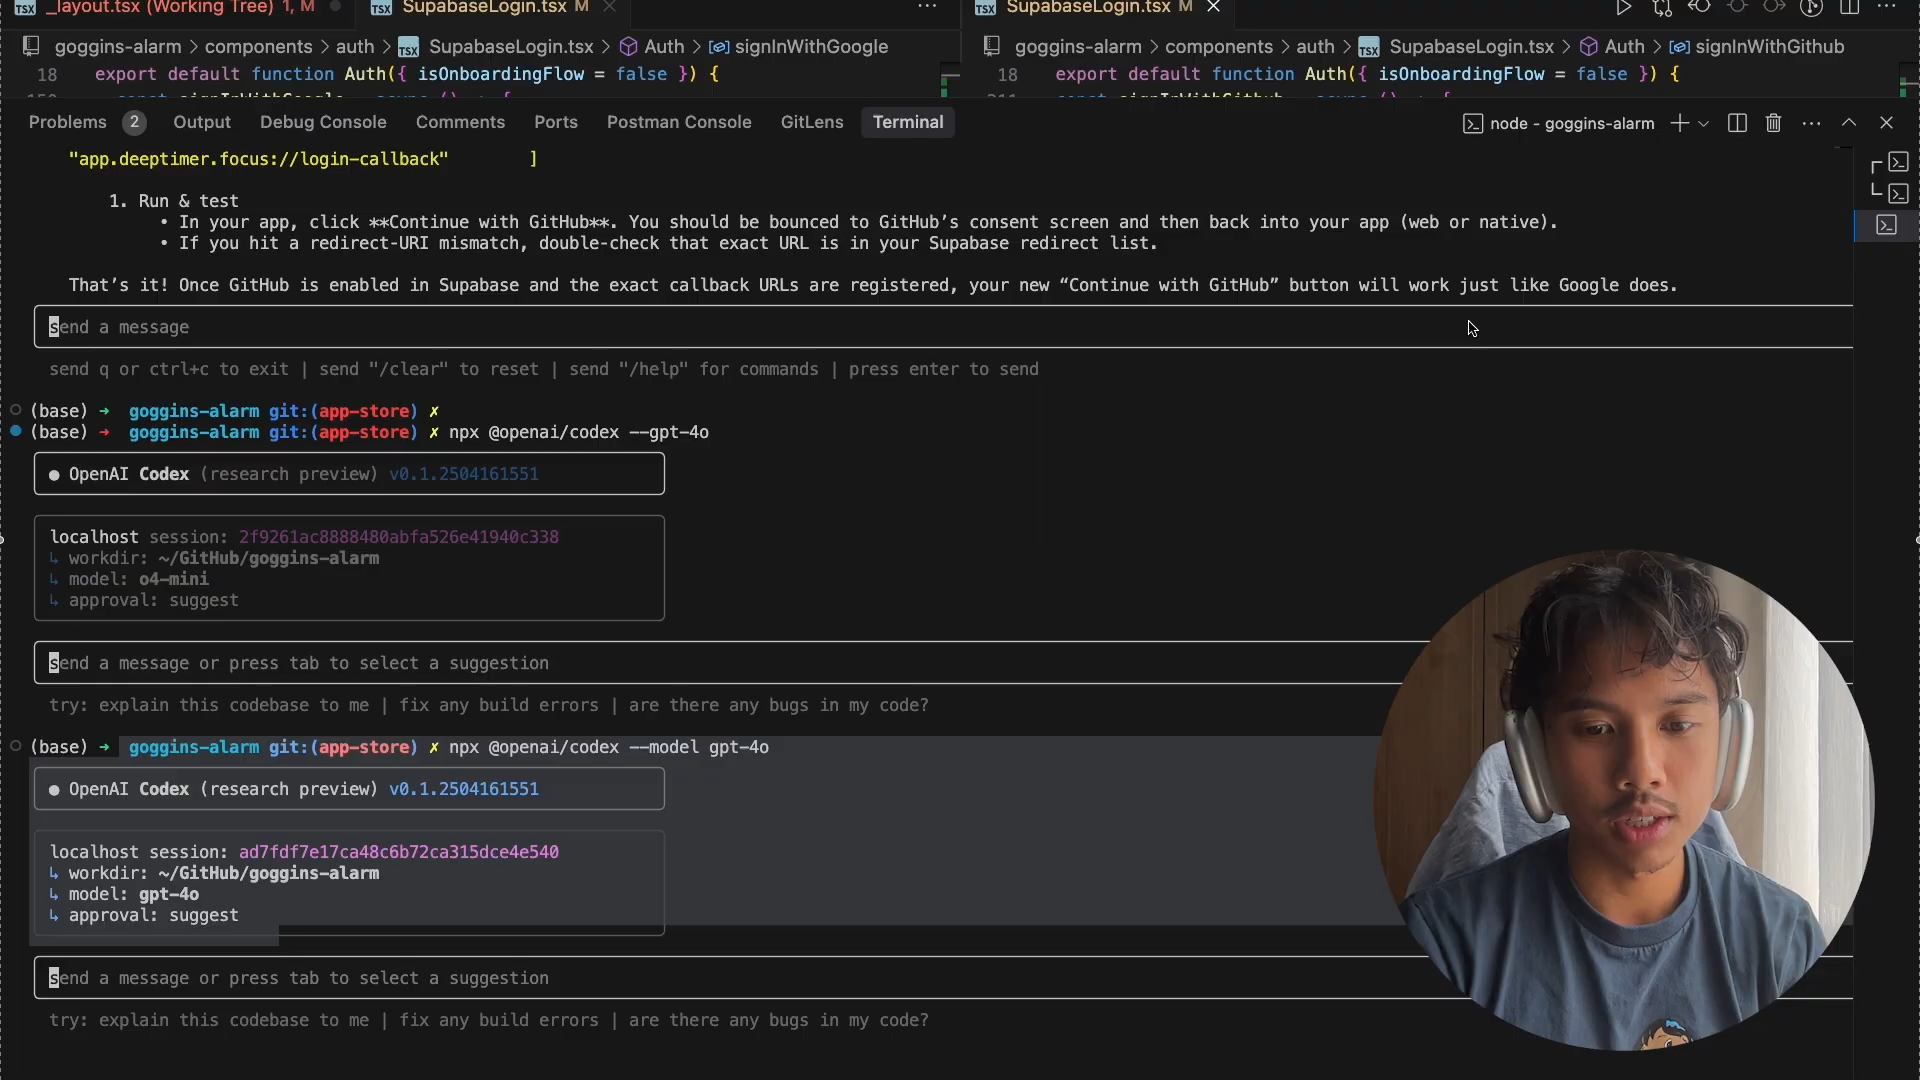 _layout.tsx (Working Tree) 1, M
SupabaseLogin.tsx M
SupabaseLogin.tsx M
goggins-alarm > components > auth > SupabaseLogin.tsx > Auth > signInWithGoogle
goggins-alarm > components > auth > SupabaseLogin.tsx > Auth > signInWithGithub
18 export default function Auth({ isOnboardingFlow = false }) {
18 export default function Auth({ isOnboardingFlow = false }) {
Problems 2 Output Debug Console Comments Ports Postman Console GitLens Terminal
node - goggins-alarm
"app.deeptimer.focus://login-callback" ]
1. Run & test
• In your app, click **Continue with GitHub**. You should be bounced to GitHub’s consent screen and then back into your app (web or native).
• If you hit a redirect-URI mismatch, double-check that exact URL is in your Supabase redirect list.
That’s it! Once GitHub is enabled in Supabase and the exact callback URLs are registered, your new “Continue with GitHub” button will work just like Google does.
send a message
send q or ctrl+c to exit | send "/clear" to reset | send "/help" for commands | press enter to send
(base) → goggins-alarm git:(app-store) ✗
(base) → goggins-alarm git:(app-store) ✗ npx @openai/codex --gpt-4o
● OpenAI Codex (research preview) v0.1.2504161551
localhost session: 2f9261ac8888480abfa526e41940c338
↳ workdir: ~/GitHub/goggins-alarm
↳ model: o4-mini
↳ approval: suggest
send a message or press tab to select a suggestion
try: explain this codebase to me | fix any build errors | are there any bugs in my code?
(base) → goggins-alarm git:(app-store) ✗ npx @openai/codex --model gpt-4o
● OpenAI Codex (research preview) v0.1.2504161551
localhost session: ad7fdf7e17ca48c6b72ca315dce4e540
↳ workdir: ~/GitHub/goggins-alarm
↳ model: gpt-4o
↳ approval: suggest
send a message or press tab to select a suggestion
try: explain this codebase to me | fix any build errors | are there any bugs in my code?